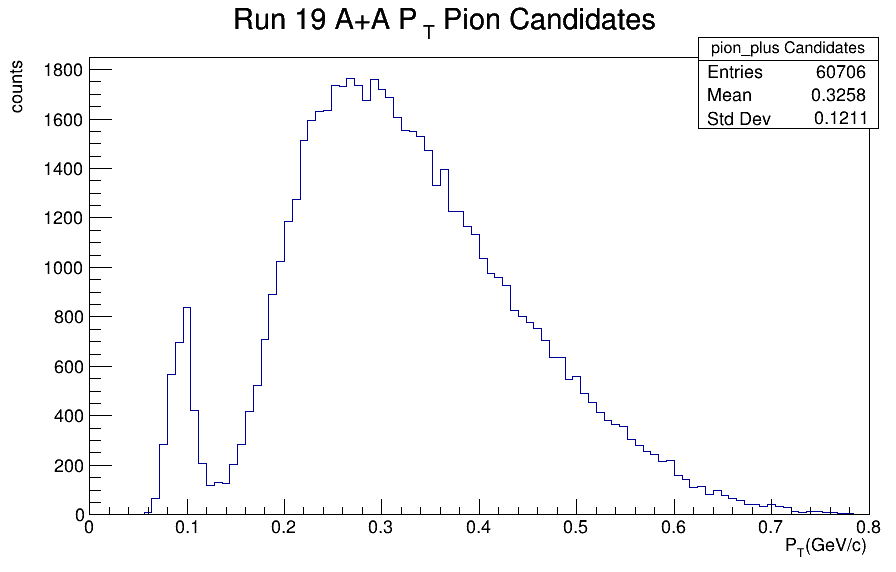 Run 19 A+A P_T Pion Candidates
counts
pion_plus Candidates
Entries 60706
Mean 0.3258
Std Dev 0.1211
1800
1600
1400
1200
1000
800
600
400
200
0
0 0.1 0.2 0.3 0.4 0.5 0.6 0.7 0.8
P_T(GeV/c)